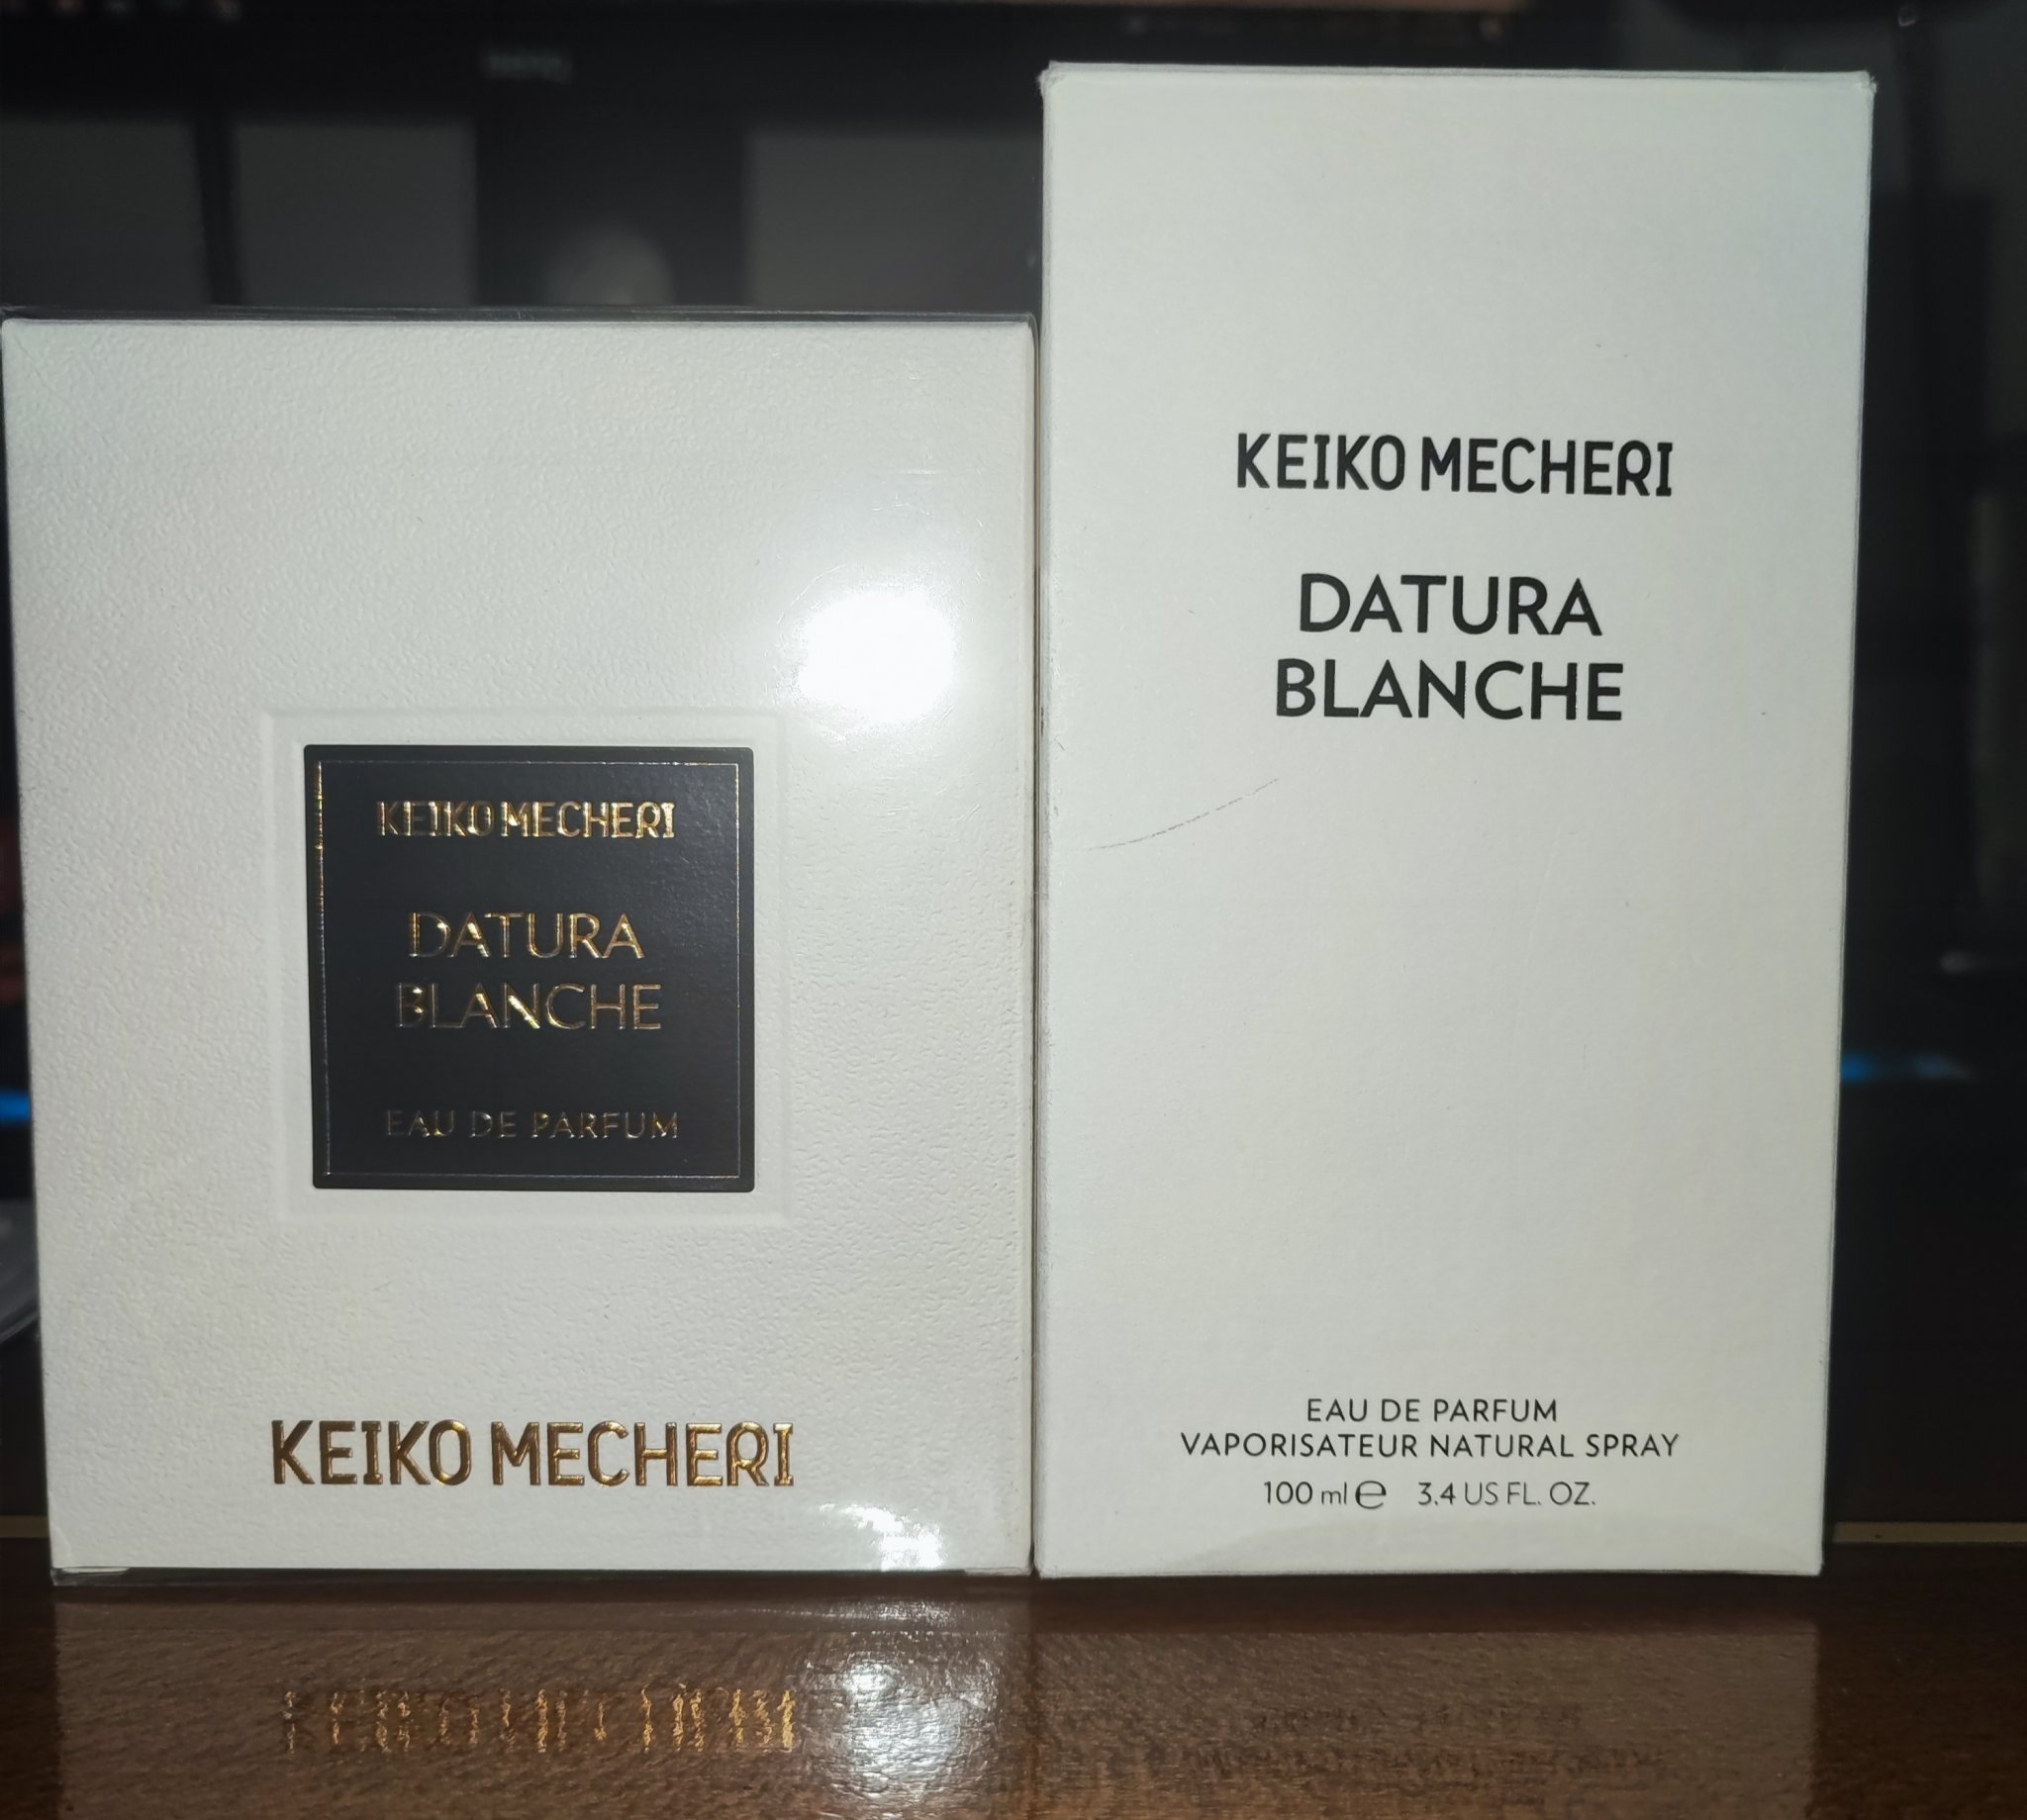 KEIKO MECHERI
DATURA
BLANCHE
EAU DE PARFUM
KEIKO MECHERI
KEIKO MECHERI
DATURA
BLANCHE
EAU DE PARFUM
VAPORISATEUR NATURAL SPRAY
100 ml ℮ 3.4 US FL. OZ.